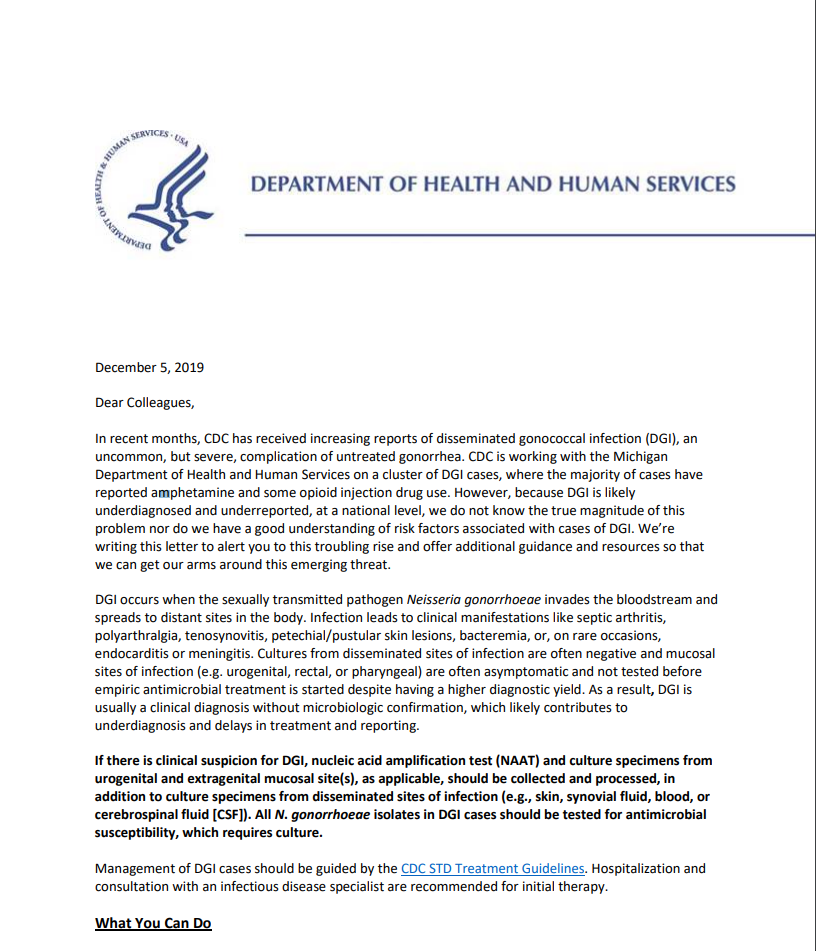 DEPARTMENT OF HEALTH & HUMAN SERVICES · USA
DEPARTMENT OF HEALTH AND HUMAN SERVICES
December 5, 2019
Dear Colleagues,
In recent months, CDC has received increasing reports of disseminated gonococcal infection (DGI), an
uncommon, but severe, complication of untreated gonorrhea. CDC is working with the Michigan
Department of Health and Human Services on a cluster of DGI cases, where the majority of cases have
reported amphetamine and some opioid injection drug use. However, because DGI is likely
underdiagnosed and underreported, at a national level, we do not know the true magnitude of this
problem nor do we have a good understanding of risk factors associated with cases of DGI. We’re
writing this letter to alert you to this troubling rise and offer additional guidance and resources so that
we can get our arms around this emerging threat.
DGI occurs when the sexually transmitted pathogen Neisseria gonorrhoeae invades the bloodstream and
spreads to distant sites in the body. Infection leads to clinical manifestations like septic arthritis,
polyarthralgia, tenosynovitis, petechial/pustular skin lesions, bacteremia, or, on rare occasions,
endocarditis or meningitis. Cultures from disseminated sites of infection are often negative and mucosal
sites of infection (e.g. urogenital, rectal, or pharyngeal) are often asymptomatic and not tested before
empiric antimicrobial treatment is started despite having a higher diagnostic yield. As a result, DGI is
usually a clinical diagnosis without microbiologic confirmation, which likely contributes to
underdiagnosis and delays in treatment and reporting.
If there is clinical suspicion for DGI, nucleic acid amplification test (NAAT) and culture specimens from
urogenital and extragenital mucosal site(s), as applicable, should be collected and processed, in
addition to culture specimens from disseminated sites of infection (e.g., skin, synovial fluid, blood, or
cerebrospinal fluid [CSF]). All N. gonorrhoeae isolates in DGI cases should be tested for antimicrobial
susceptibility, which requires culture.
Management of DGI cases should be guided by the CDC STD Treatment Guidelines. Hospitalization and
consultation with an infectious disease specialist are recommended for initial therapy.
What You Can Do